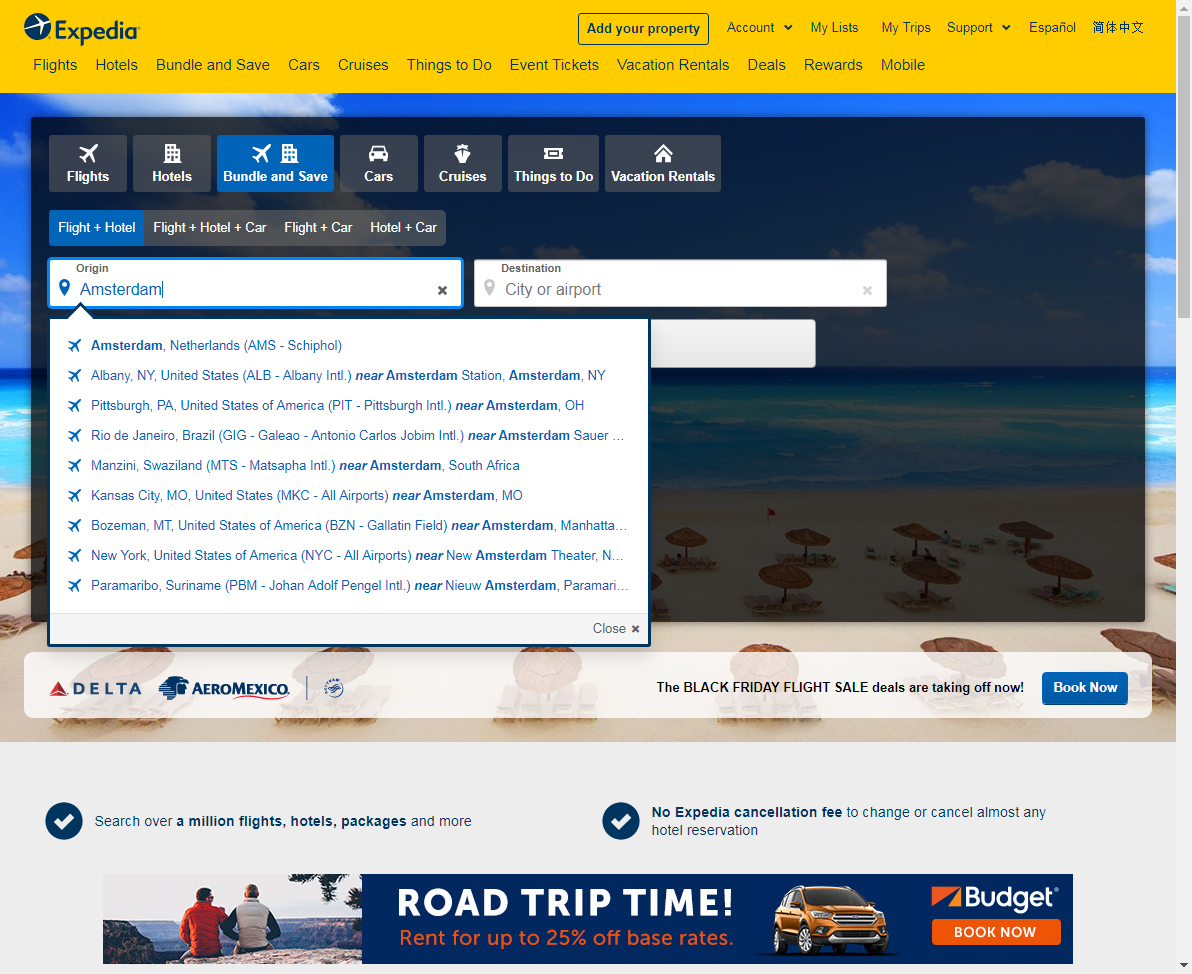 Expedia
Add your property
Account
My Lists
My Trips
Support
Español
简体中文
Flights
Hotels
Bundle and Save
Cars
Cruises
Things to Do
Event Tickets
Vacation Rentals
Deals
Rewards
Mobile
Flights
Hotels
Bundle and Save
Cars
Cruises
Things to Do
Vacation Rentals
Flight + Hotel
Flight + Hotel + Car
Flight + Car
Hotel + Car
Origin
Amsterdam
Destination
City or airport
Amsterdam, Netherlands (AMS - Schiphol)
Albany, NY, United States (ALB - Albany Intl.) near Amsterdam Station, Amsterdam, NY
Pittsburgh, PA, United States of America (PIT - Pittsburgh Intl.) near Amsterdam, OH
Rio de Janeiro, Brazil (GIG - Galeao - Antonio Carlos Jobim Intl.) near Amsterdam Sauer ...
Manzini, Swaziland (MTS - Matsapha Intl.) near Amsterdam, South Africa
Kansas City, MO, United States (MKC - All Airports) near Amsterdam, MO
Bozeman, MT, United States of America (BZN - Gallatin Field) near Amsterdam, Manhatta...
New York, United States of America (NYC - All Airports) near New Amsterdam Theater, N...
Paramaribo, Suriname (PBM - Johan Adolf Pengel Intl.) near Nieuw Amsterdam, Paramari...
Close
DELTA
AEROMEXICO
The BLACK FRIDAY FLIGHT SALE deals are taking off now!
Book Now
Search over a million flights, hotels, packages and more
No Expedia cancellation fee to change or cancel almost any
hotel reservation
ROAD TRIP TIME!
Rent for up to 25% off base rates.
Budget®
BOOK NOW